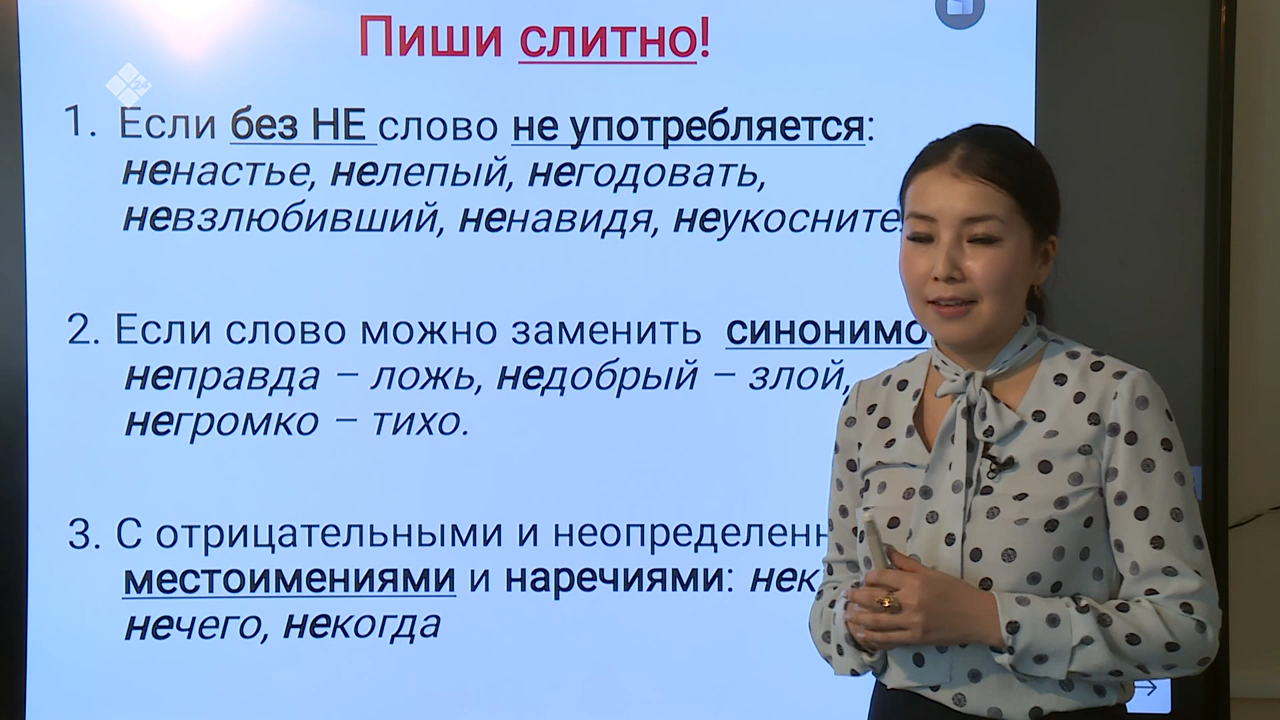 Пиши слитно!
1. Если без НЕ слово не употребляется:
ненастье, нелепый, негодовать,
невзлюбивший, ненавидя,
2. Если слово можно заменить
неправда – ложь, недобрый – злой,
негромко – тихо.
3. С отрицательными и
местоимениями и наречиями:
нечего, некогда
24